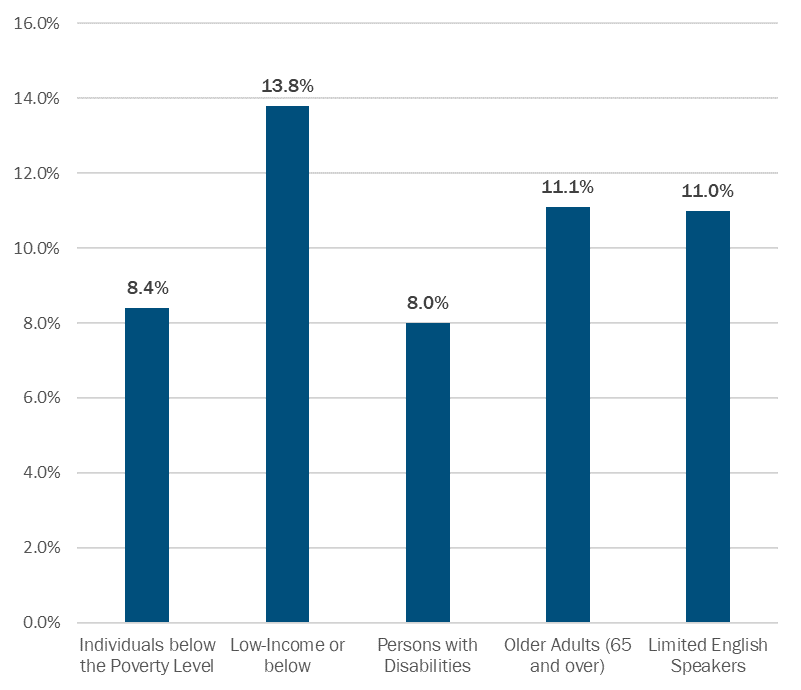 16.0%
14.0%
12.0%
10.0%
8.0%
6.0%
4.0%
2.0%
0.0%
8.4%
13.8%
8.0%
11.1%
11.0%
Individuals below
the Poverty Level
Low-Income or
below
Persons with
Disabilities
Older Adults (65
and over)
Limited English
Speakers